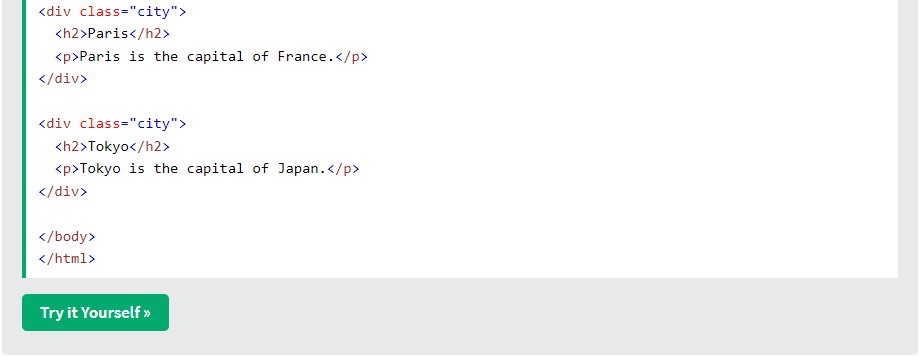 <div class="city">
  <h2>Paris</h2>
  <p>Paris is the capital of France.</p>
</div>

<div class="city">
  <h2>Tokyo</h2>
  <p>Tokyo is the capital of Japan.</p>
</div>

</body>
</html>
Try it Yourself »